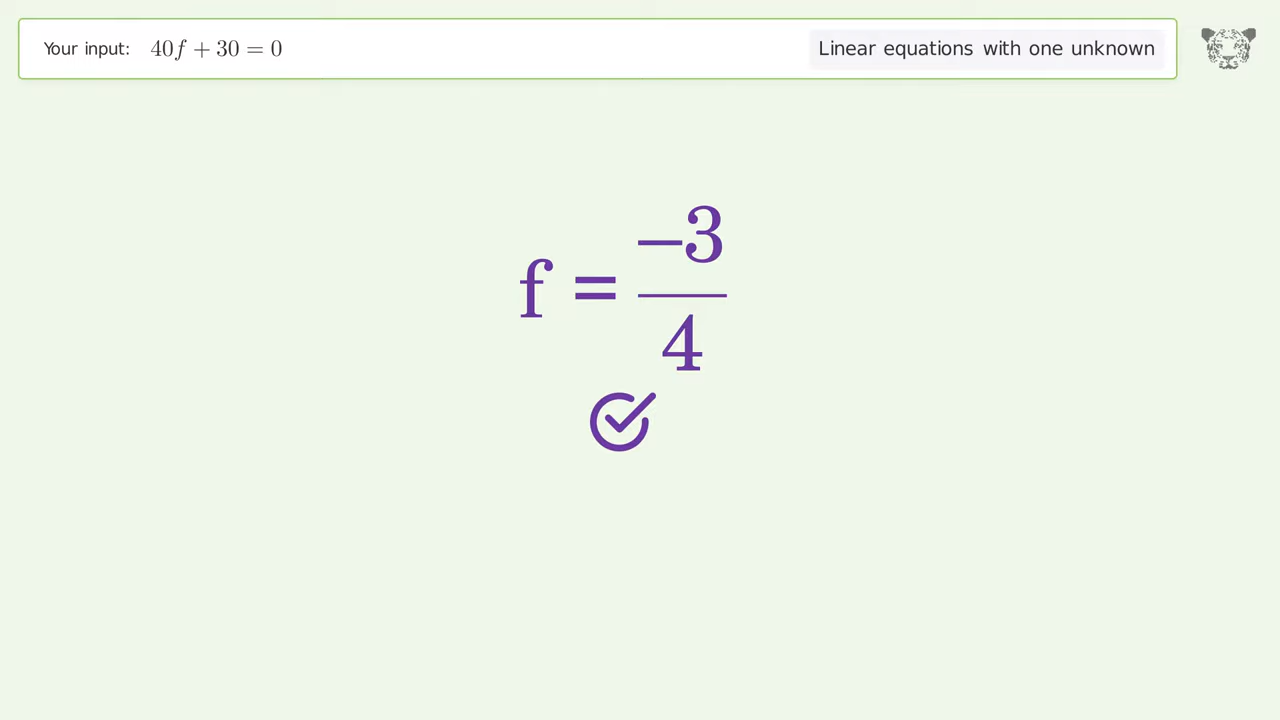 Your input: 40f + 30 = 0
Linear equations with one unknown
f = −3/4